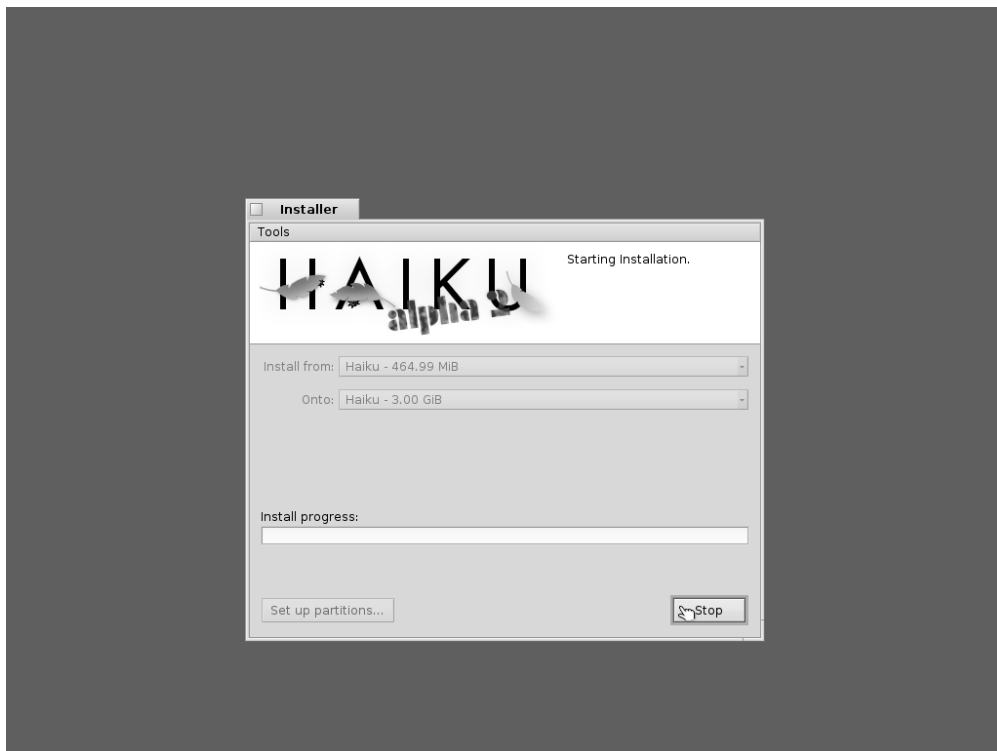 Installer
Tools
HAIKU
alpha 2
Starting Installation.
Install from: Haiku - 464.99 MiB
Onto: Haiku - 3.00 GiB
Install progress:
Set up partitions...
Stop